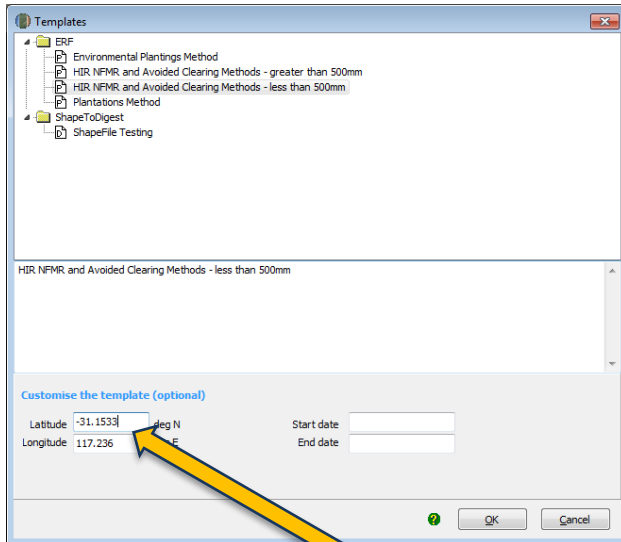 Templates
ERF
Environmental Plantings Method
HIR NFMR and Avoided Clearing Methods - greater than 500mm
HIR NFMR and Avoided Clearing Methods - less than 500mm
Plantations Method
ShapeToDigest
ShapeFile Testing
HIR NFMR and Avoided Clearing Methods - less than 500mm
Customise the template (optional)
Latitude -31.1533 deg N Start date
Longitude 117.236 E End date
OK Cancel